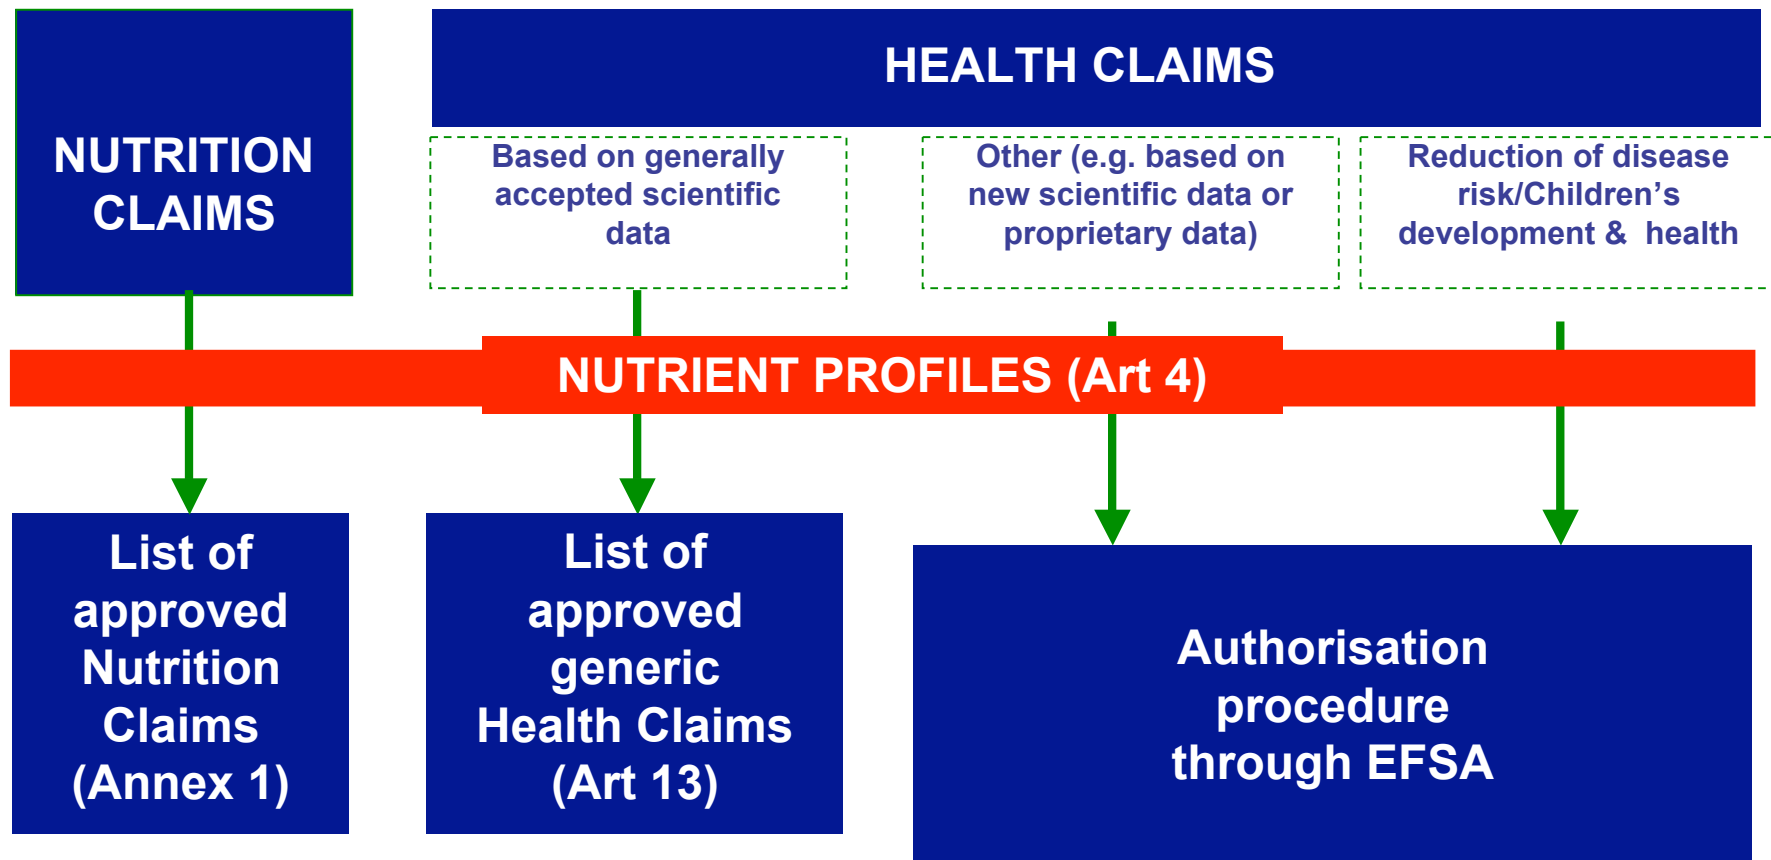 NUTRITION
CLAIMS
HEALTH CLAIMS
Based on generally
accepted scientific
data
Other (e.g. based on
new scientific data or
proprietary data)
Reduction of disease
risk/Children’s
development &  health
NUTRIENT PROFILES (Art 4)
List of
approved
Nutrition
Claims
(Annex 1)
List of
approved
generic
Health Claims
(Art 13)
Authorisation
procedure
through EFSA